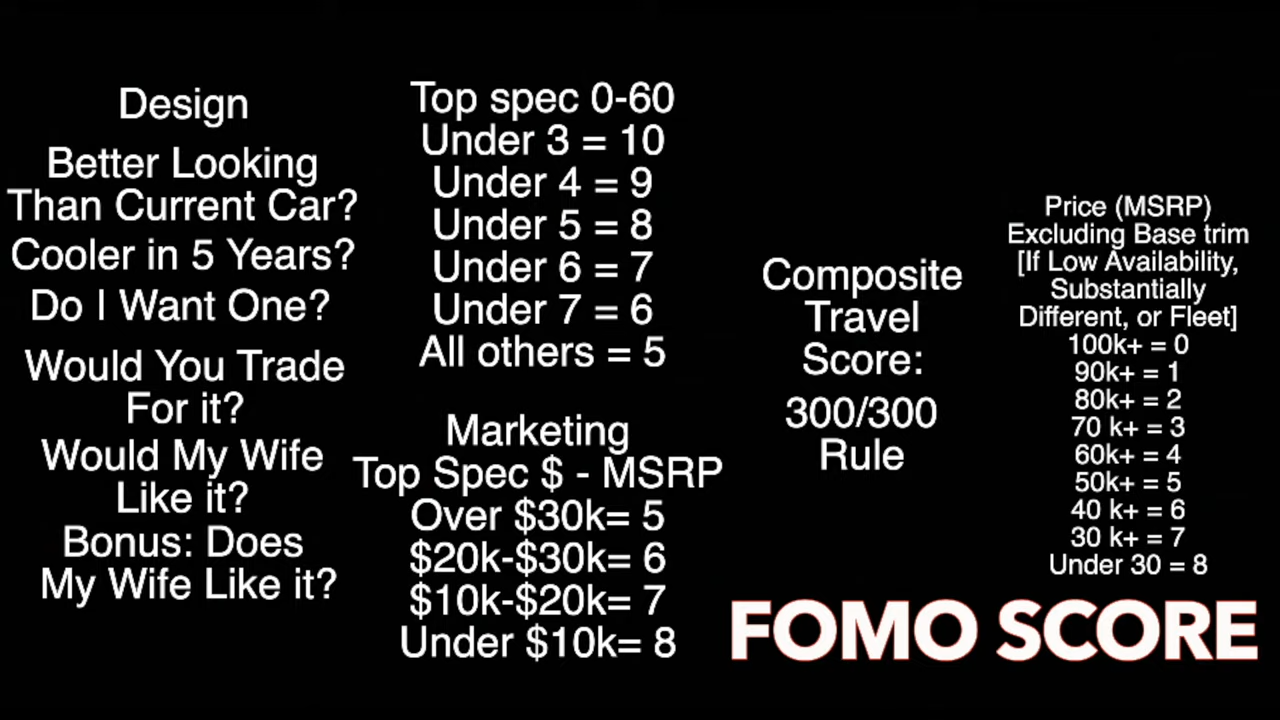 Design
Better Looking
Than Current Car?
Cooler in 5 Years?
Do I Want One?
Would You Trade
For it?
Would My Wife
Like it?
Bonus: Does
My Wife Like it?
Top spec 0-60
Under 3 = 10
Under 4 = 9
Under 5 = 8
Under 6 = 7
Under 7 = 6
All others = 5
Marketing
Top Spec $ - MSRP
Over $30k= 5
$20k-$30k= 6
$10k-$20k= 7
Under $10k= 8
Composite
Travel
Score:
300/300
Rule
Price (MSRP)
Excluding Base trim
[If Low Availability,
Substantially
Different, or Fleet]
100k+ = 0
90k+ = 1
80k+ = 2
70 k+ = 3
60k+ = 4
50k+ = 5
40 k+ = 6
30 k+ = 7
Under 30 = 8
FOMO SCORE